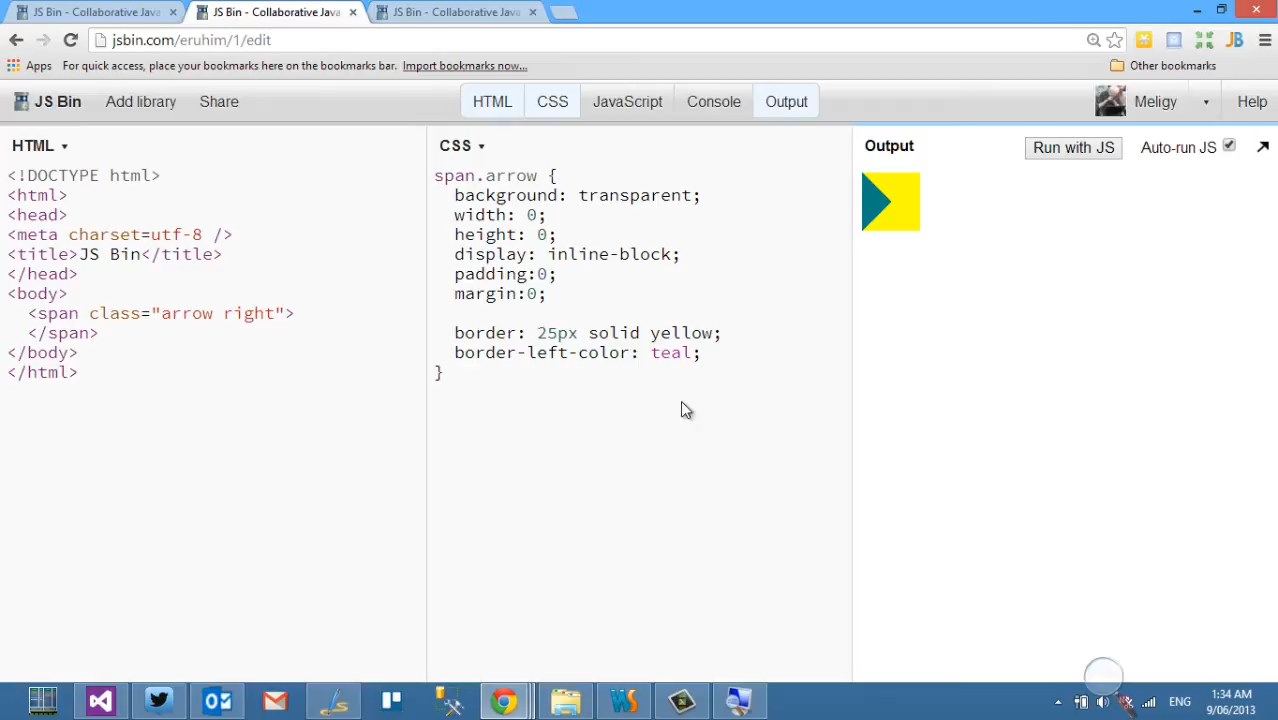 JS Bin - Collaborative Java
JS Bin - Collaborative Java
JS Bin - Collaborative Java
jsbin.com/eruhim/1/edit
Apps For quick access, place your bookmarks here on the bookmarks bar. Import bookmarks now... Other bookmarks
JS Bin Add library Share HTML CSS JavaScript Console Output Meligy Help
HTML
<!DOCTYPE html>
<html>
<head>
<meta charset=utf-8 />
<title>JS Bin</title>
</head>
<body>
<span class="arrow right">
</span>
</body>
</html>
CSS
span.arrow {
background: transparent;
width: 0;
height: 0;
display: inline-block;
padding:0;
margin:0;
border: 25px solid yellow;
border-left-color: teal;
}
Output Run with JS Auto-run JS
ENG
1:34 AM
9/06/2013